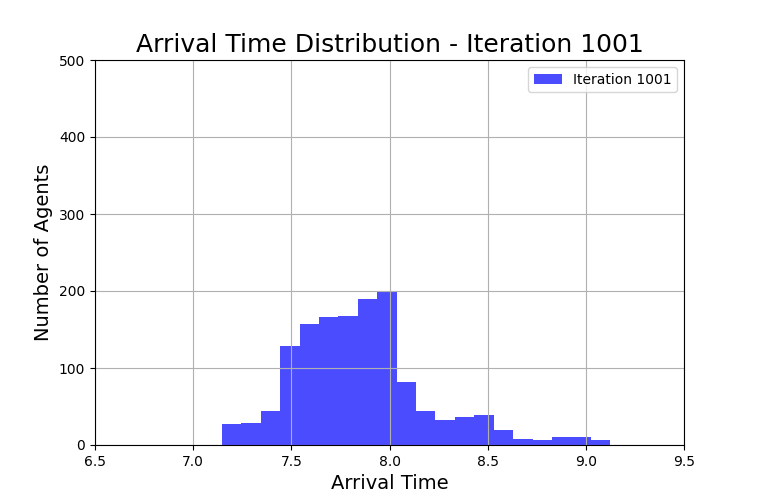 Arrival Time Distribution - Iteration 1001
500
Iteration 1001
400
300
200
100
0
Number of Agents
6.5 7.0 7.5 8.0 8.5 9.0 9.5
Arrival Time